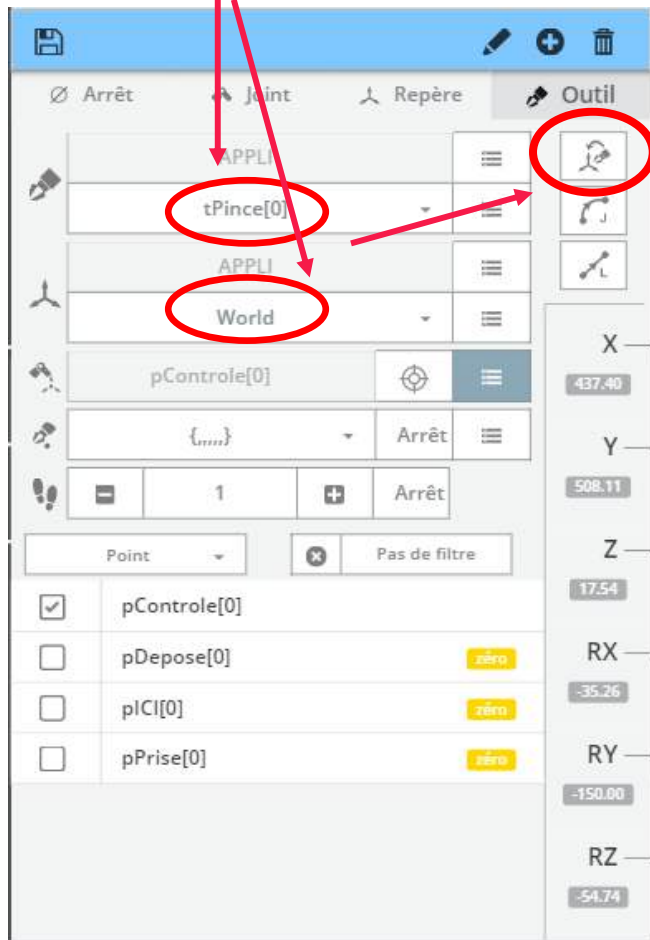 Arrêt Joint Repère Outil
APPLI
tPince[0]
J
APPLI
L
World
X
pControle[0]
437.40
{,,,,,} Arrêt
Y
1 Arrêt
508.11
Point Pas de filtre
Z
17.54
pControle[0]
pDepose[0] zéro
RX
-35.26
pICI[0] zéro
pPrise[0] zéro
RY
-150.00
RZ
-54.74